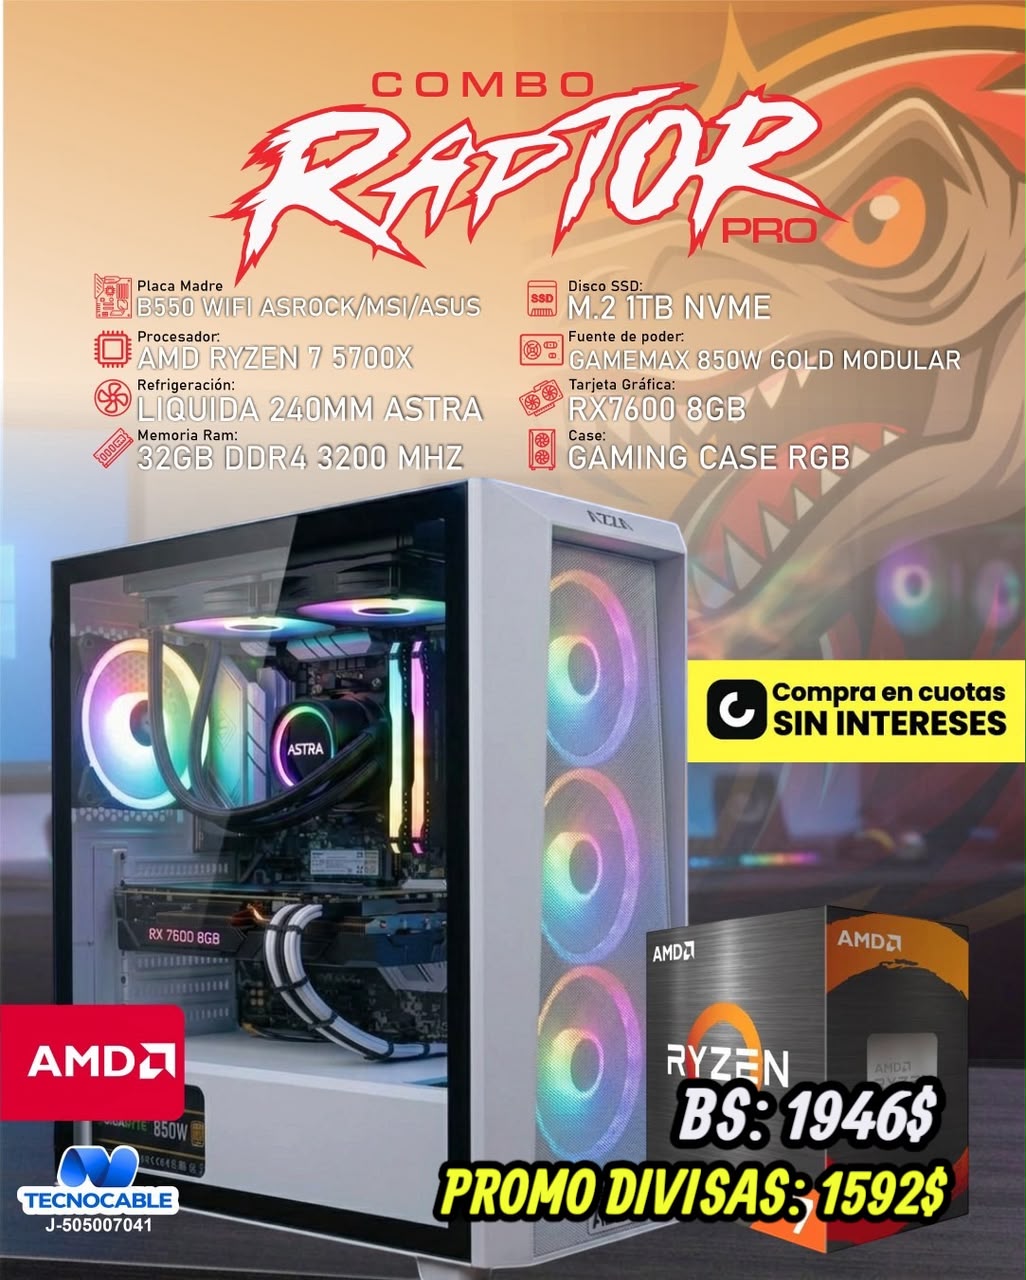 COMBO
RAPTOR
PRO
Placa Madre
B550 WIFI ASROCK/MSI/ASUS
Procesador:
AMD RYZEN 7 5700X
Refrigeración:
LIQUIDA 240MM ASTRA
Memoria Ram:
32GB DDR4 3200 MHZ
Disco SSD:
SSD
M.2 1TB NVME
Fuente de poder:
GAMEMAX 850W GOLD MODULAR
Tarjeta Gráfica:
RX7600 8GB
Case:
GAMING CASE RGB
AZZA
Compra en cuotas
SIN INTERESES
ASTRA
RX 7600 8GB
AMD
AMD
RYZEN
AMD
AMD
850W
BS: 1946$
PROMO DIVISAS: 1592$
TECNOCABLE
J-505007041